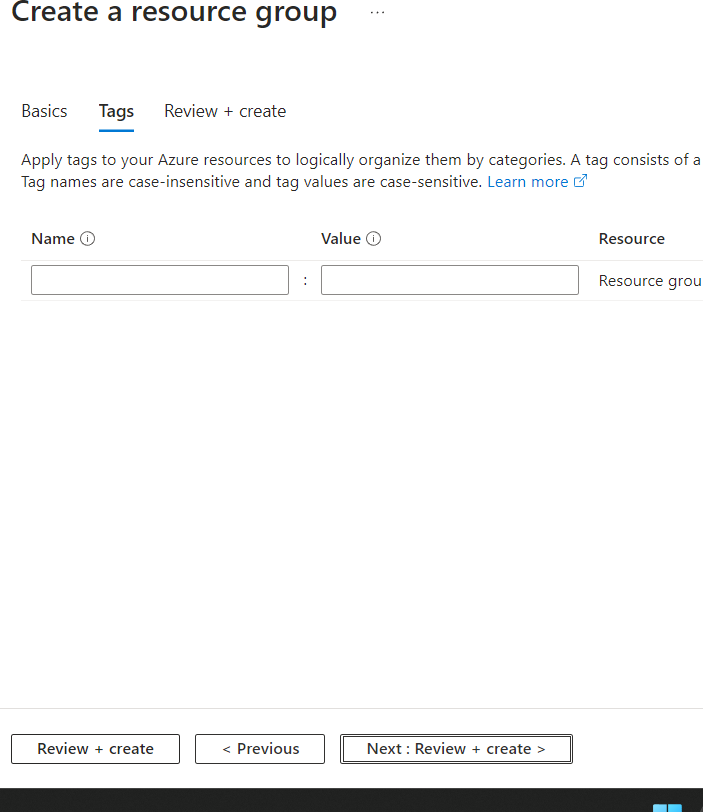 Create a resource group ...
Basics Tags Review + create
Apply tags to your Azure resources to logically organize them by categories. A tag consists of a
Tag names are case-insensitive and tag values are case-sensitive. Learn more
Name Value Resource
: Resource grou
Review + create < Previous Next : Review + create >